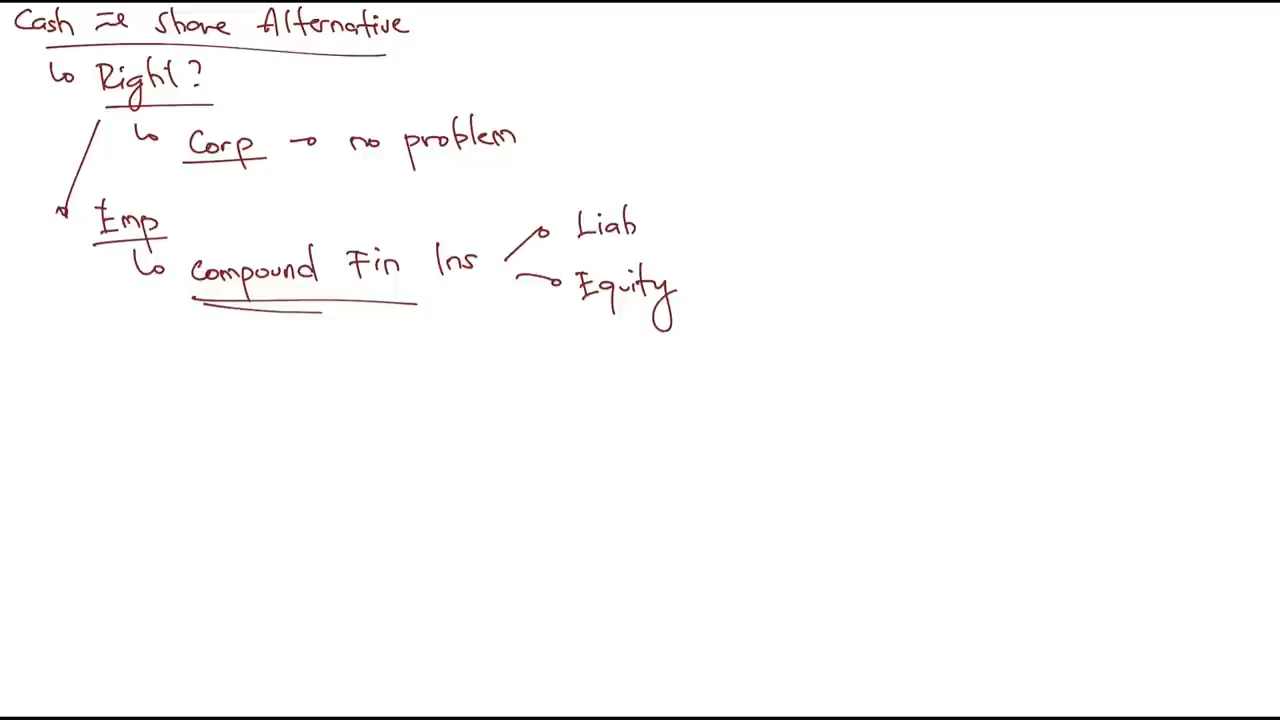 Cash ⇌ Share Alternative
↳ Right?
↳ Corp → no problem
Emp
↳ Compound Fin Ins
Liab
Equity